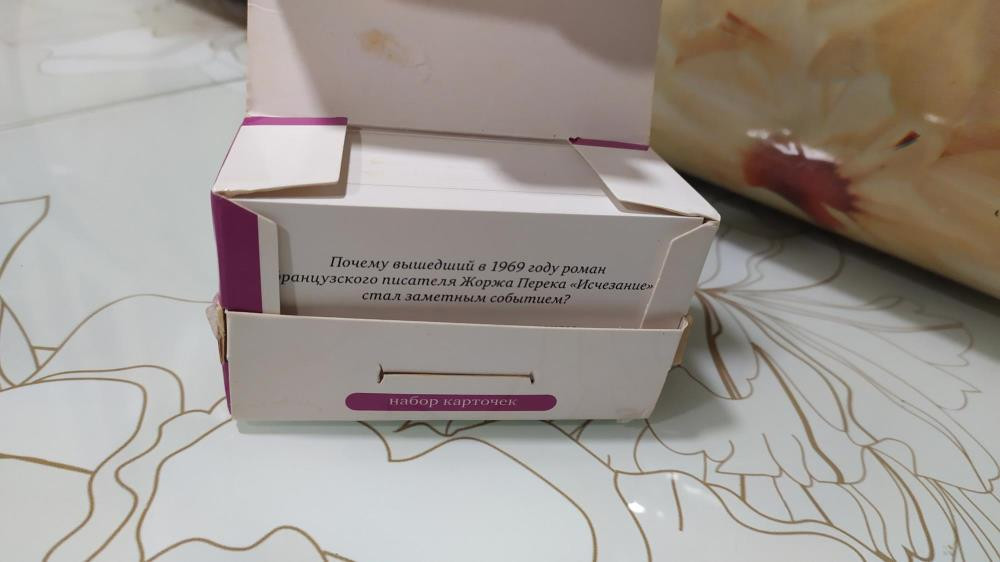 Почему вышедший в 1969 году роман
французского писателя Жоржа Перека «Исчезание»
стал заметным событием?
набор карточек